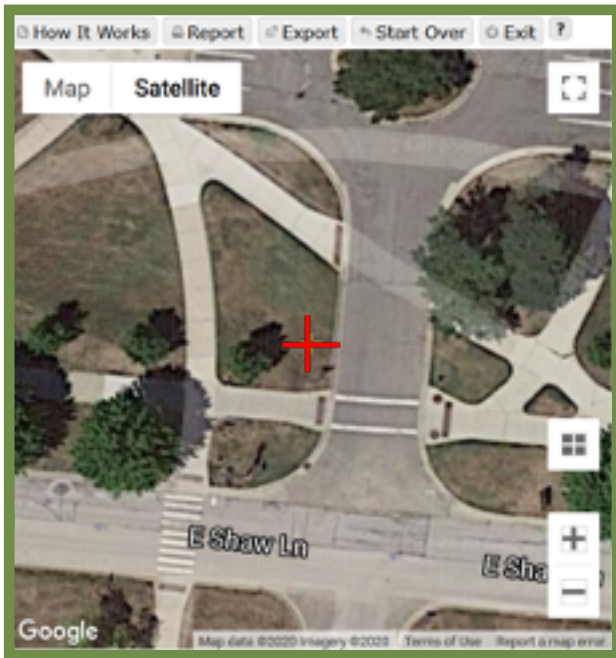 How It Works Report Export Start Over Exit ?
Map Satellite
E Shaw Ln
E Sha
Google
Map data ©2020 Imagery ©2020 Terms of Use Report a map error